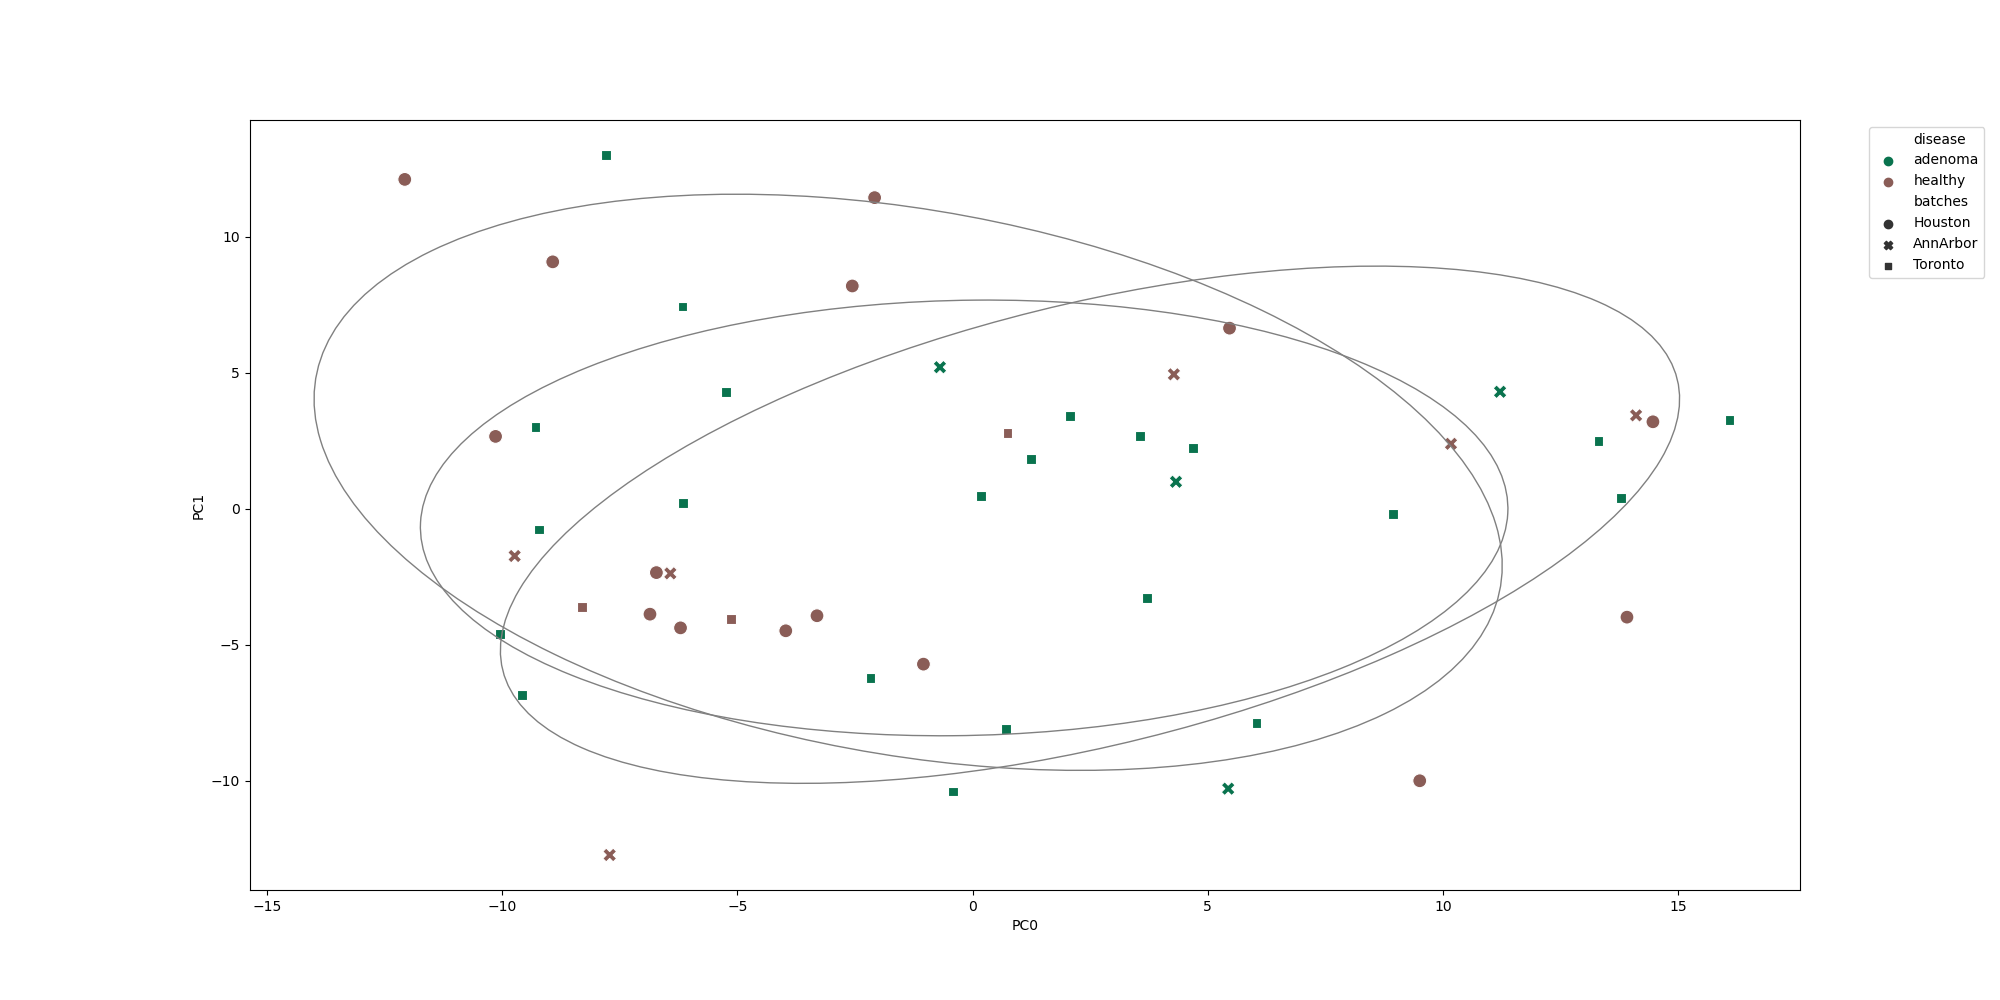 disease
adenoma
healthy
batches
Houston
AnnArbor
Toronto
10
5
0
−5
−10
PC1
−15
−10
−5
0
5
10
15
PC0